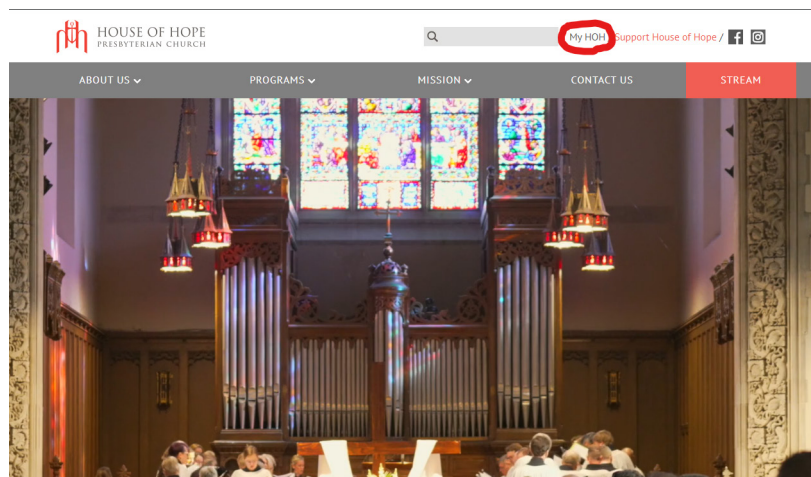 HOUSE OF HOPE
PRESBYTERIAN CHURCH
My HOH Support House of Hope /
ABOUT US PROGRAMS MISSION CONTACT US STREAM